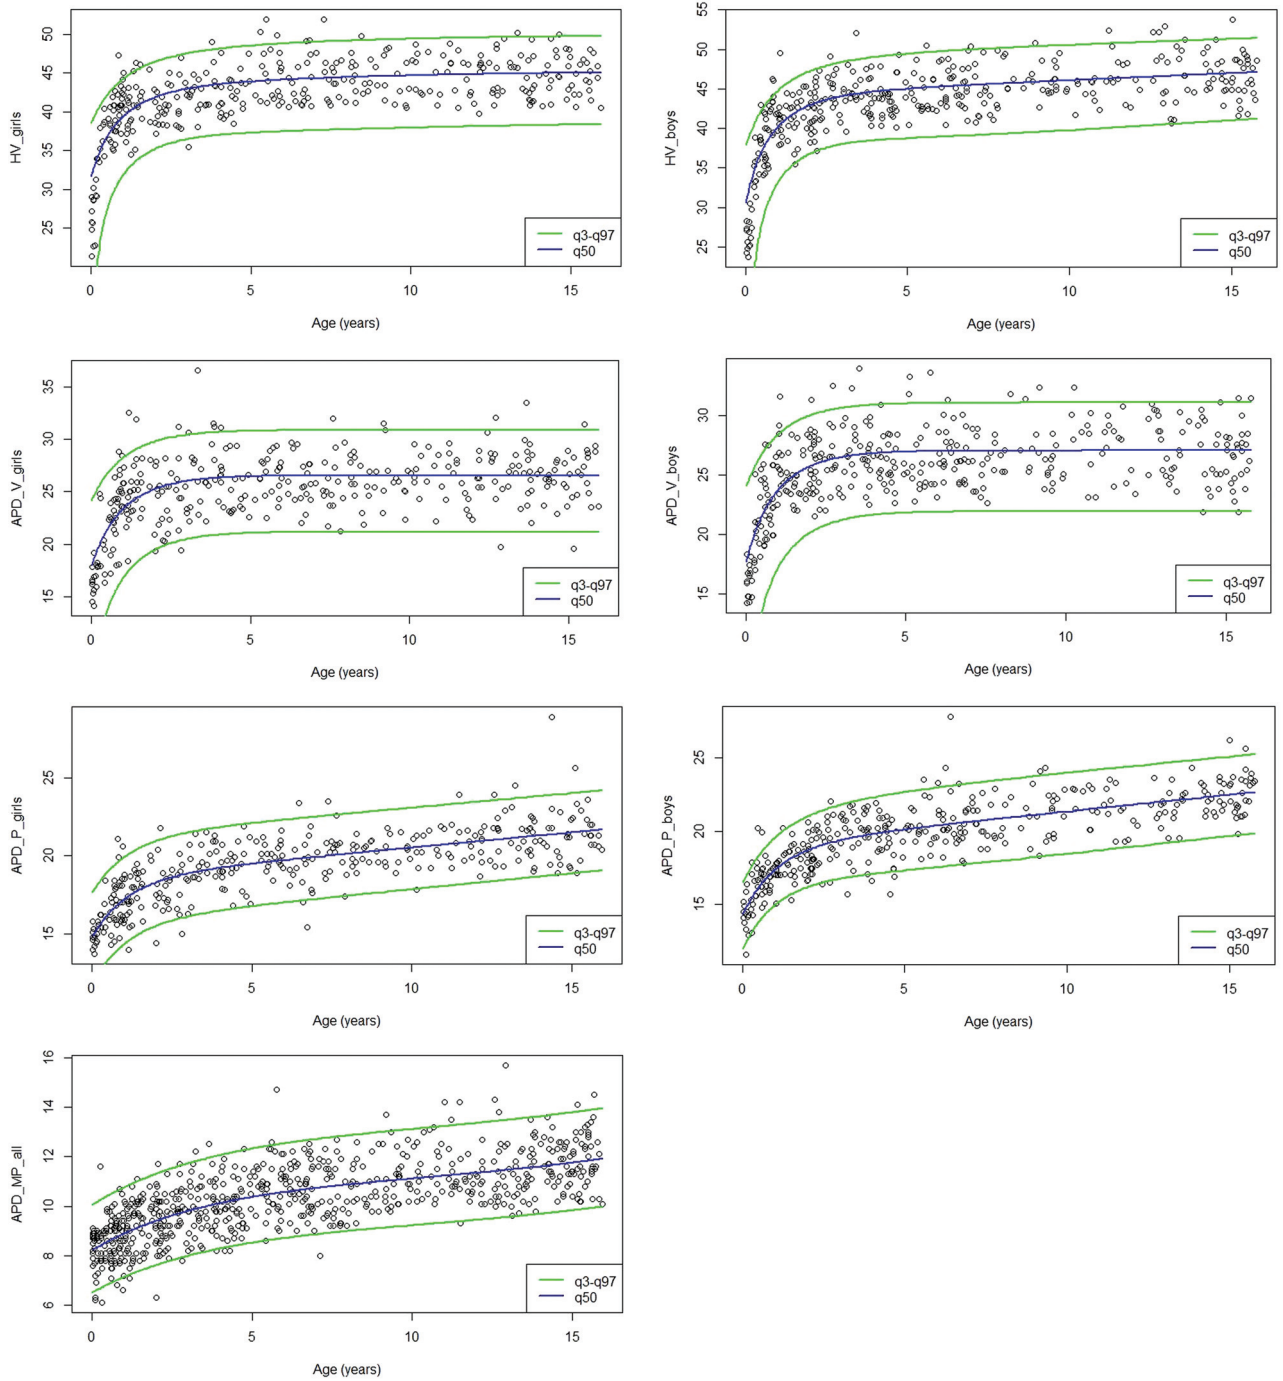 HV_girls
50
45
40
35
30
25
q3-q97
q50
0 5 10 15
Age (years)
HV_boys
55
50
45
40
35
30
25
q3-q97
q50
0 5 10 15
Age (years)
APD_V_girls
35
30
25
20
15
q3-q97
q50
0 5 10 15
Age (years)
APD_V_boys
30
25
20
15
q3-q97
q50
0 5 10 15
Age (years)
APD_P_girls
25
20
15
q3-q97
q50
0 5 10 15
Age (years)
APD_P_boys
25
20
15
q3-q97
q50
0 5 10 15
Age (years)
APD_MP_all
16
14
12
10
8
6
q3-q97
q50
0 5 10 15
Age (years)